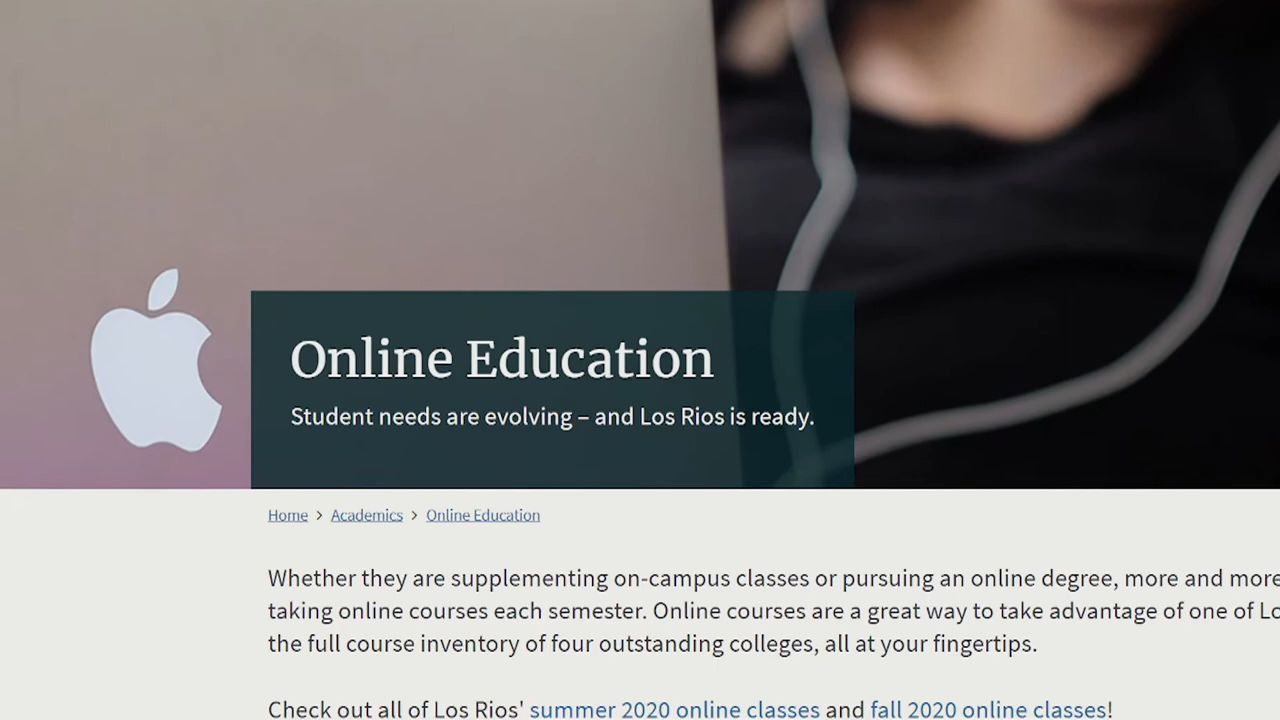 Online Education
Student needs are evolving – and Los Rios is ready.
Home > Academics > Online Education
Whether they are supplementing on-campus classes or pursuing an online degree, more and more
taking online courses each semester. Online courses are a great way to take advantage of one of
the full course inventory of four outstanding colleges, all at your fingertips.
Check out all of Los Rios' summer 2020 online classes and fall 2020 online classes!